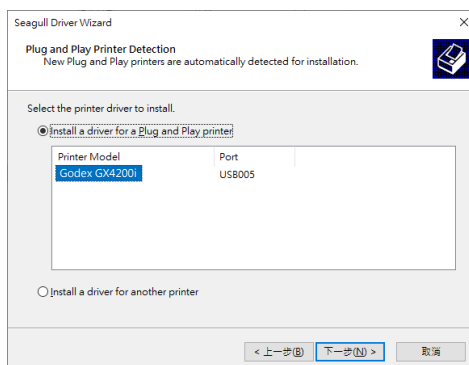 Seagull Driver Wizard
Plug and Play Printer Detection
New Plug and Play printers are automatically detected for installation.
Select the printer driver to install.
Install a driver for a Plug and Play printer
Printer Model Port
Godex GX4200i USB005
Install a driver for another printer
< 上一步(B) 下一步(N) > 取消